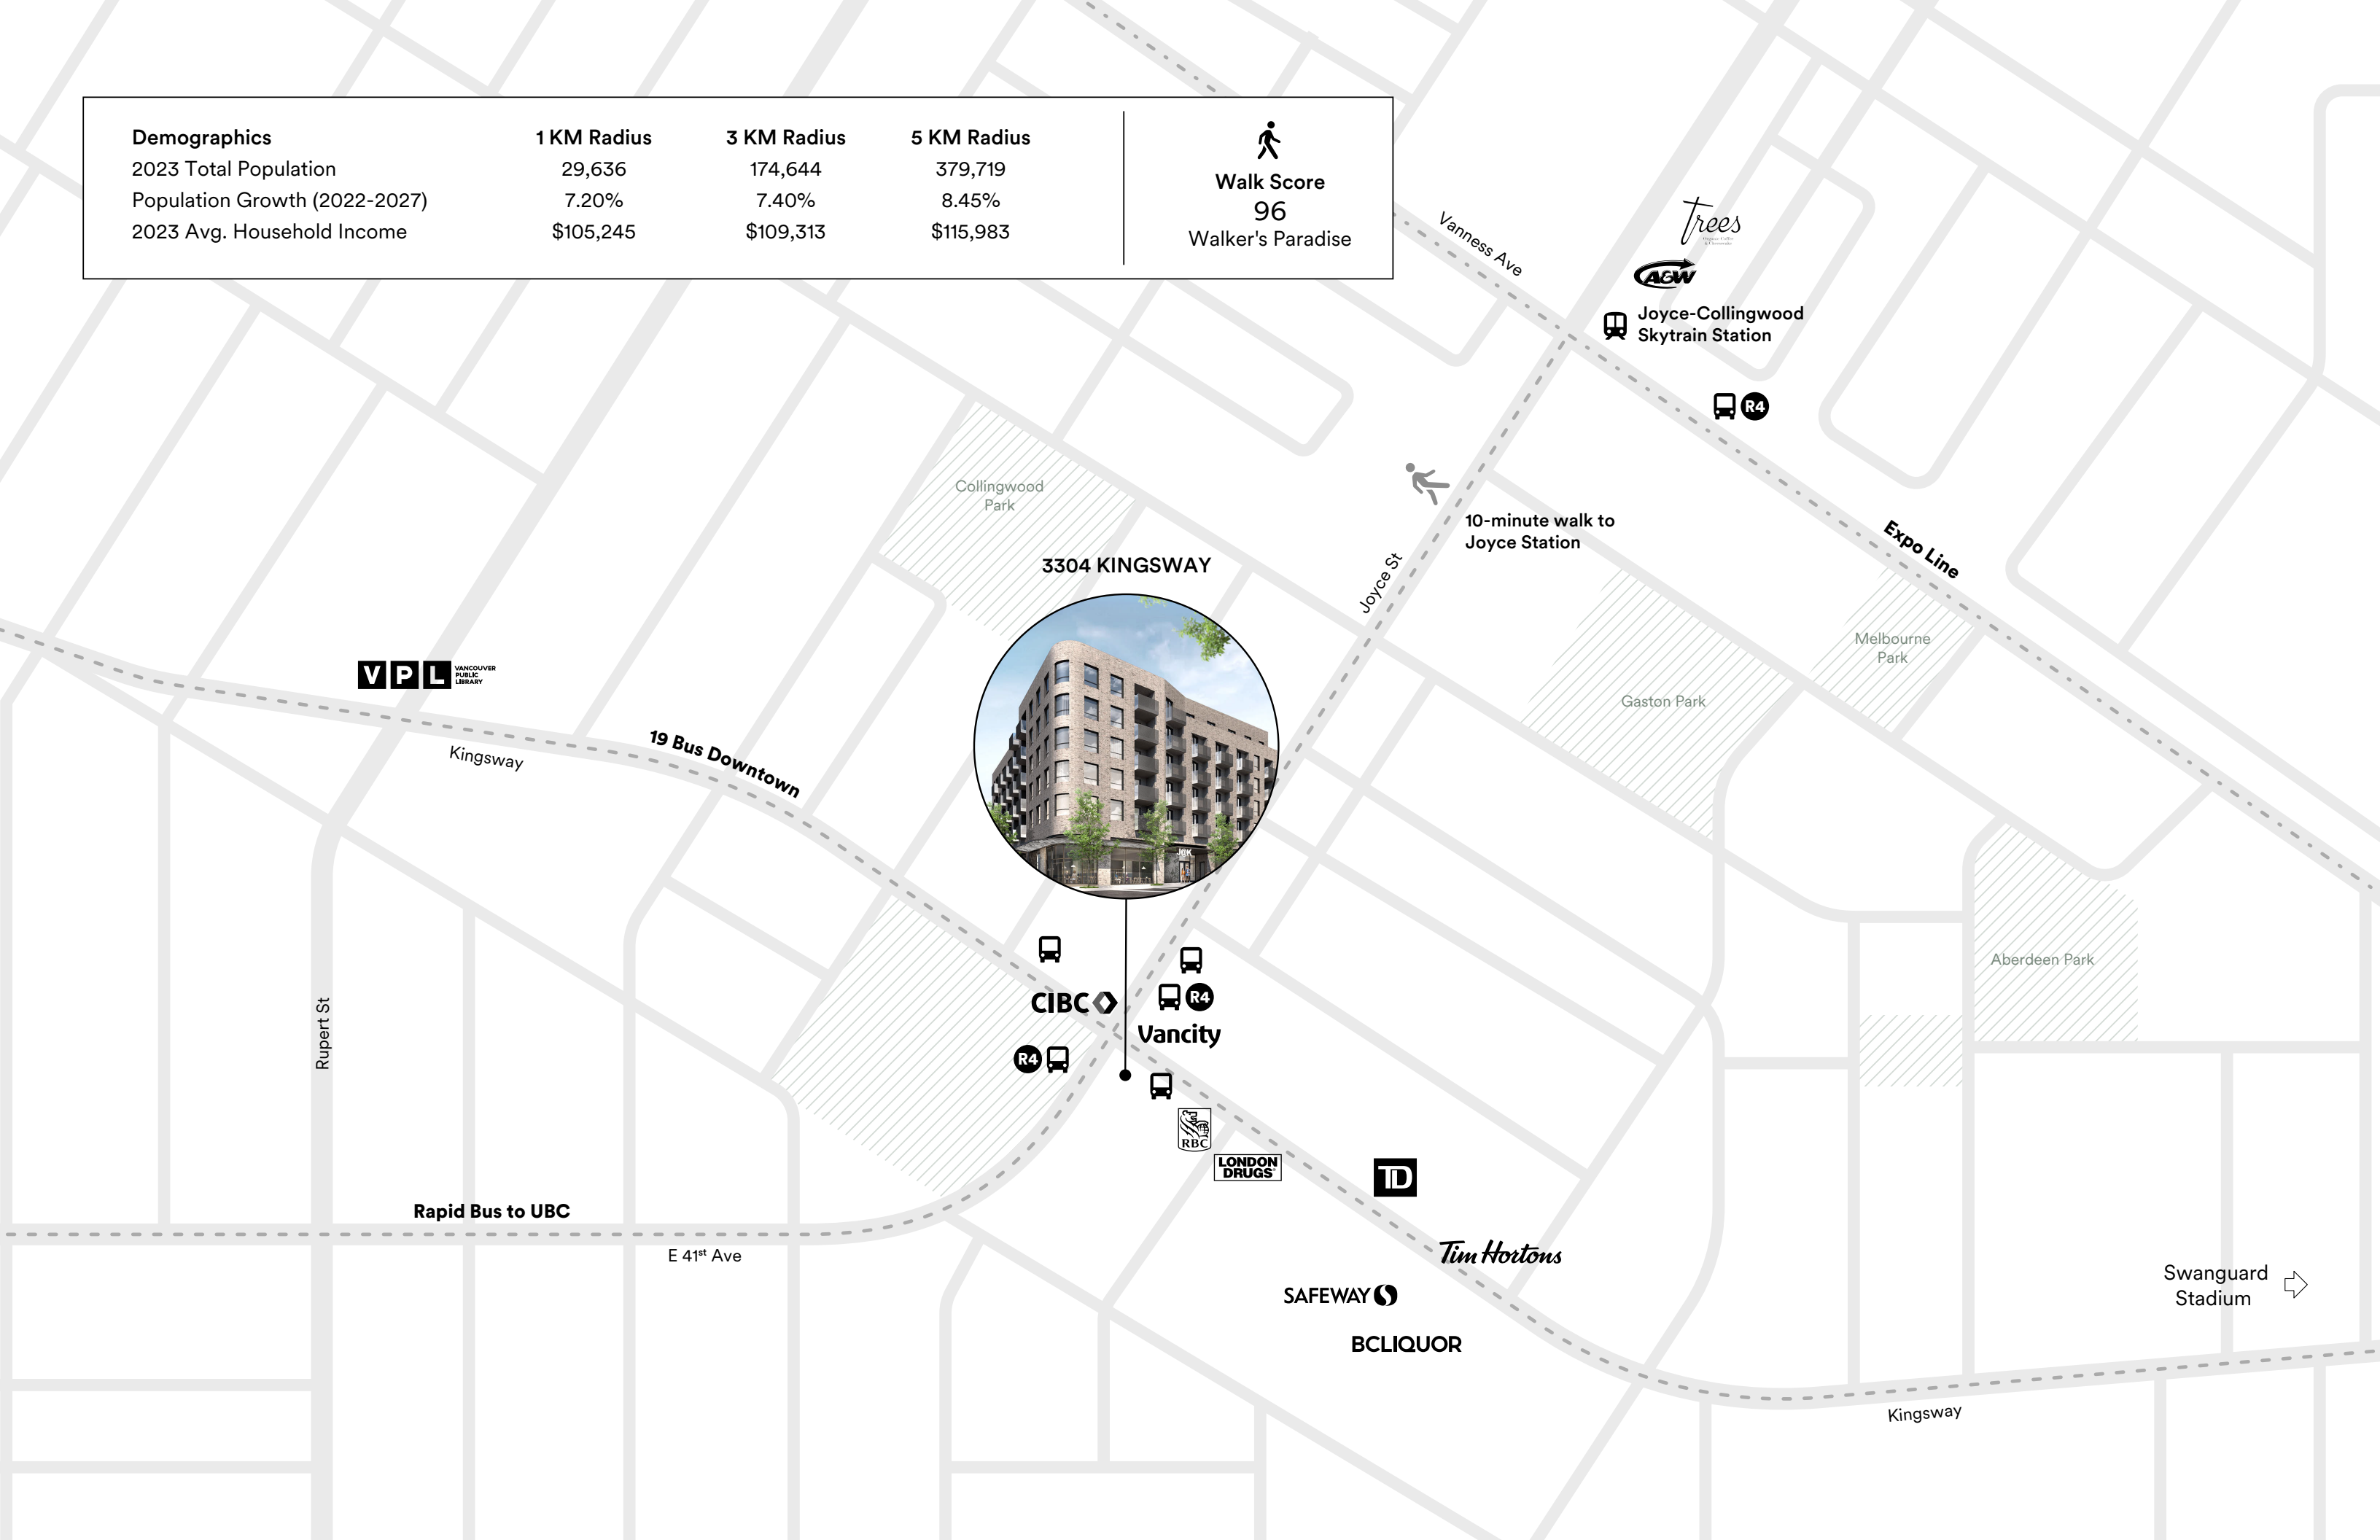 Demographics 1 KM Radius 3 KM Radius 5 KM Radius
2023 Total Population 29,636 174,644 379,719
Population Growth (2022-2027) 7.20% 7.40% 8.45%
2023 Avg. Household Income $105,245 $109,313 $115,983
Walk Score
96
Walker's Paradise
Vanness Ave
Trees
A&W
Joyce-Collingwood
Skytrain Station
R4
Collingwood
Park
10-minute walk to
Joyce Station
Expo Line
3304 KINGSWAY
Joyce St
Melbourne
Park
Gaston Park
VPL
VANCOUVER
PUBLIC
LIBRARY
Kingsway
19 Bus Downtown
Aberdeen Park
CIBC
R4
Vancity
R4
Rupert St
RBC
LONDON
DRUGS
TD
Rapid Bus to UBC
E 41st Ave
Tim Hortons
SAFEWAY
BCLIQUOR
Swanguard
Stadium
Kingsway